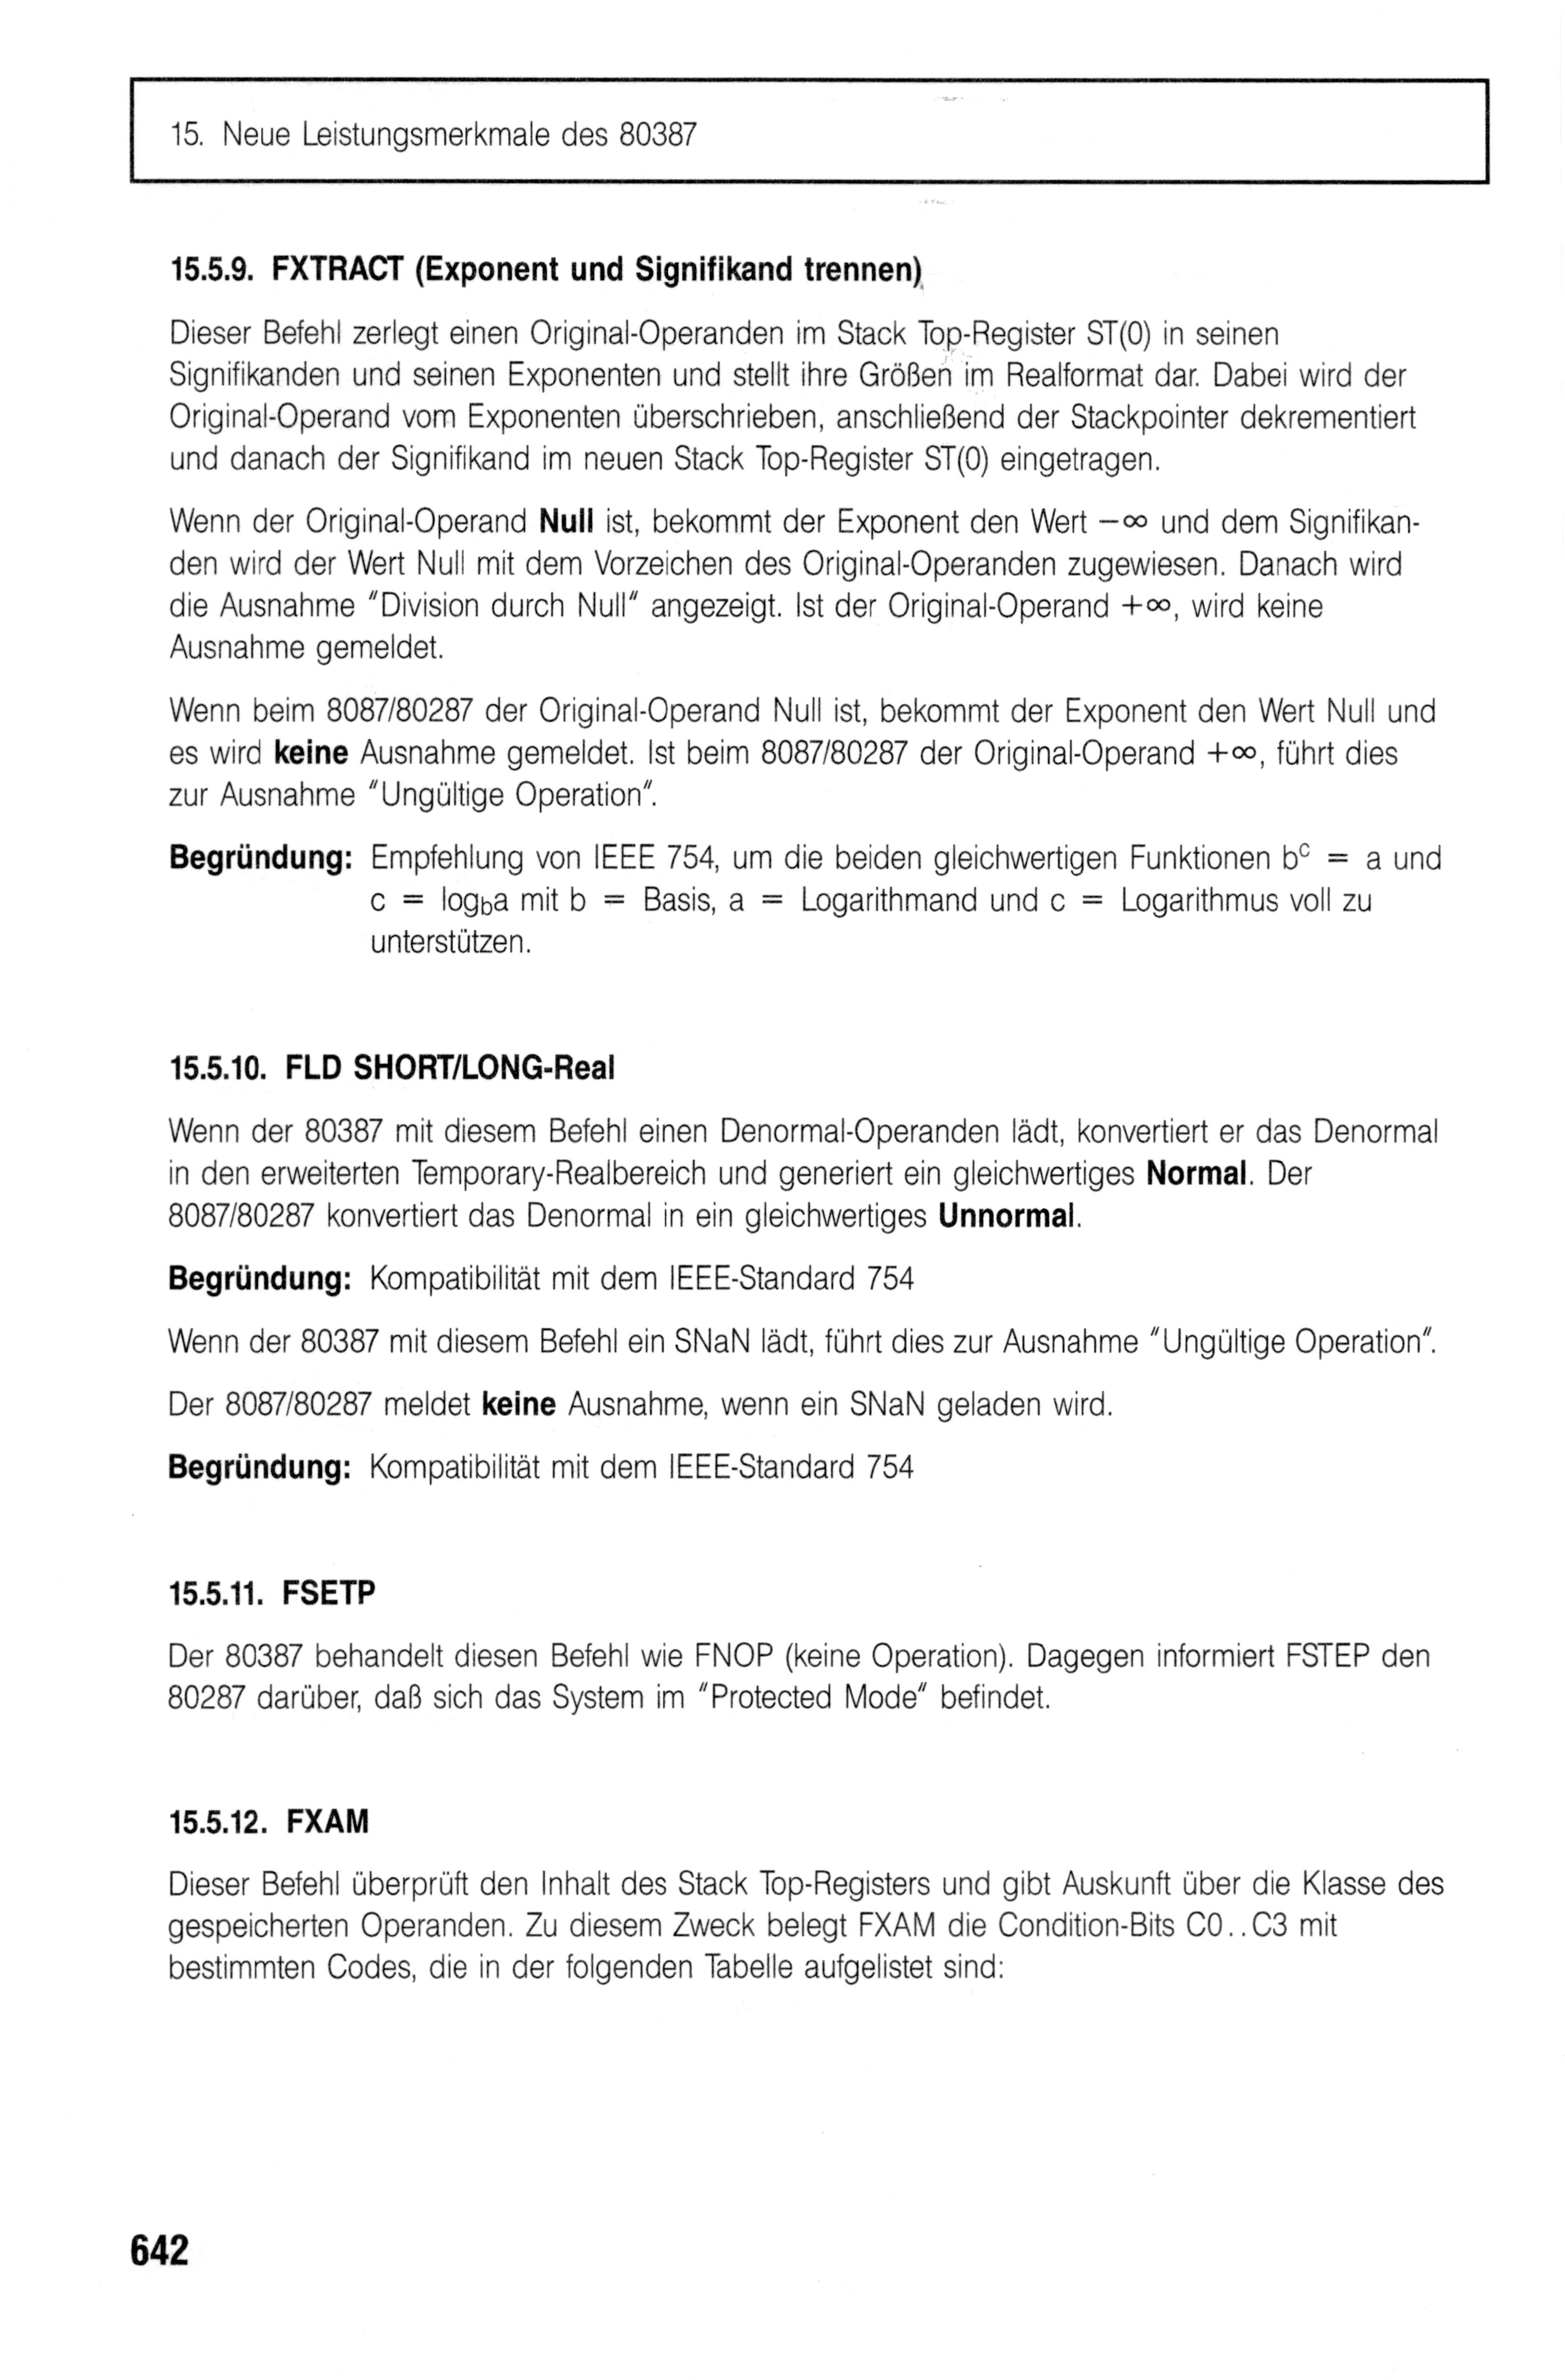 15. Neue Leistungsmerkmale des 80387
15.5.9. FXTRACT (Exponent und Signifikand trennen)
Dieser Befehl zerlegt einen Original-Operanden im Stack Top-Register ST(0) in seinen
Signifikanden und seinen Exponenten und stellt ihre Größen im Realformat dar. Dabei wird der
Original-Operand vom Exponenten überschrieben, anschließend der Stackpointer dekrementiert
und danach der Signifikand im neuen Stack Top-Register ST(0) eingetragen.
Wenn der Original-Operand Null ist, bekommt der Exponent den Wert −∞ und dem Signifikan-
den wird der Wert Null mit dem Vorzeichen des Original-Operanden zugewiesen. Danach wird
die Ausnahme "Division durch Null" angezeigt. Ist der Original-Operand +∞, wird keine
Ausnahme gemeldet.
Wenn beim 8087/80287 der Original-Operand Null ist, bekommt der Exponent den Wert Null und
es wird keine Ausnahme gemeldet. Ist beim 8087/80287 der Original-Operand +∞, führt dies
zur Ausnahme "Ungültige Operation".
Begründung: Empfehlung von IEEE 754, um die beiden gleichwertigen Funktionen bᶜ = a und
c = log_b a mit b = Basis, a = Logarithmand und c = Logarithmus voll zu
unterstützen.
15.5.10. FLD SHORT/LONG-Real
Wenn der 80387 mit diesem Befehl einen Denormal-Operanden lädt, konvertiert er das Denormal
in den erweiterten Temporary-Realbereich und generiert ein gleichwertiges Normal. Der
8087/80287 konvertiert das Denormal in ein gleichwertiges Unnormal.
Begründung: Kompatibilität mit dem IEEE-Standard 754
Wenn der 80387 mit diesem Befehl ein SNaN lädt, führt dies zur Ausnahme "Ungültige Operation".
Der 8087/80287 meldet keine Ausnahme, wenn ein SNaN geladen wird.
Begründung: Kompatibilität mit dem IEEE-Standard 754
15.5.11. FSETP
Der 80387 behandelt diesen Befehl wie FNOP (keine Operation). Dagegen informiert FSTEP den
80287 darüber, daß sich das System im "Protected Mode" befindet.
15.5.12. FXAM
Dieser Befehl überprüft den Inhalt des Stack Top-Registers und gibt Auskunft über die Klasse des
gespeicherten Operanden. Zu diesem Zweck belegt FXAM die Condition-Bits C0..C3 mit
bestimmten Codes, die in der folgenden Tabelle aufgelistet sind:
642